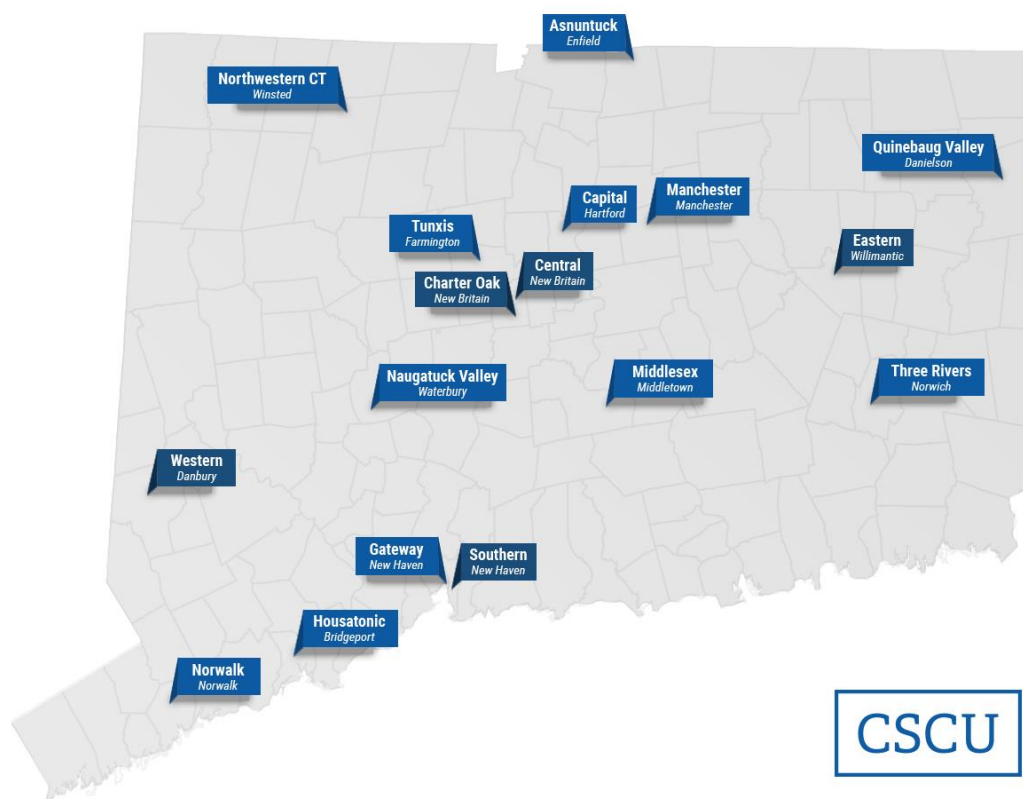 Asnuntuck
Enfield
Northwestern CT
Winsted
Quinebaug Valley
Danielson
Capital
Hartford
Manchester
Manchester
Tunxis
Farmington
Eastern
Willimantic
Central
New Britain
Charter Oak
New Britain
Naugatuck Valley
Waterbury
Middlesex
Middletown
Three Rivers
Norwich
Western
Danbury
Gateway
New Haven
Southern
New Haven
Housatonic
Bridgeport
Norwalk
Norwalk
CSCU